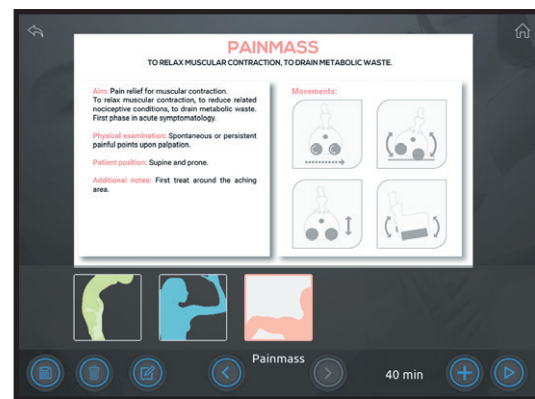 PAINMASS
TO RELAX MUSCULAR CONTRACTION, TO DRAIN METABOLIC WASTE.
Aim: Pain relief for muscular contraction.
To relax muscular contraction, to reduce related
nociceptive conditions, to drain metabolic waste.
First phase in acute symptomatology.
Physical examination: Spontaneous or persistent
painful points upon palpation.
Patient position: Supine and prone.
Additional notes: First treat around the aching
area.
Movements:
Painmass
40 min